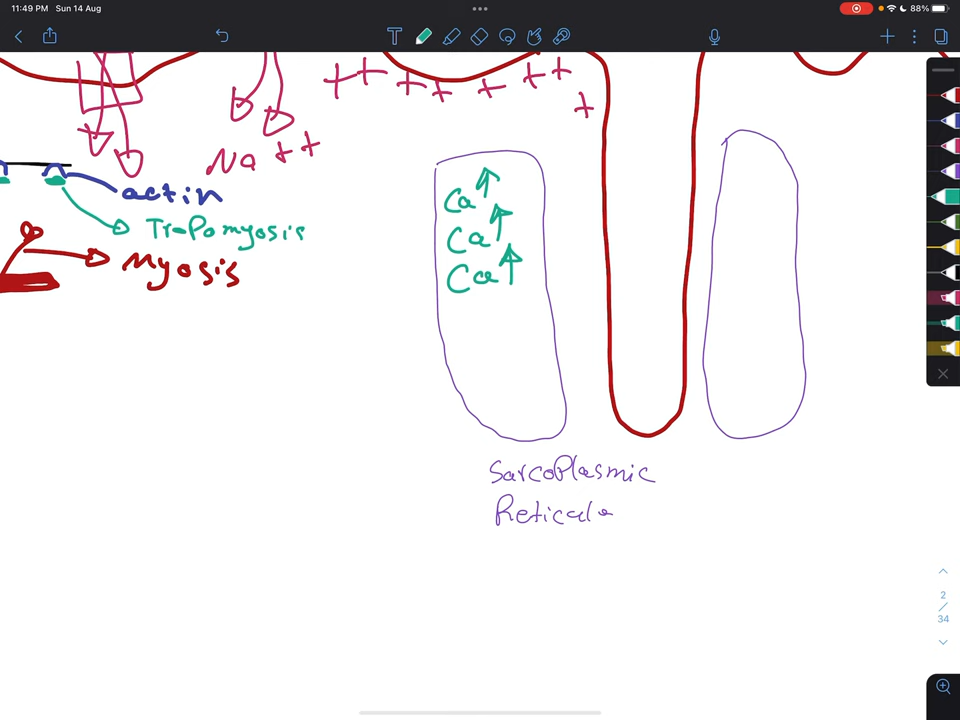 11:49 PM Sun 14 Aug
88%
+ + + + + + + +
Na ++
actin
Tropomyosis
Myosis
Ca↑
Ca↑
Ca↑
Sarcoplasmic
Reticulo
2
/
34